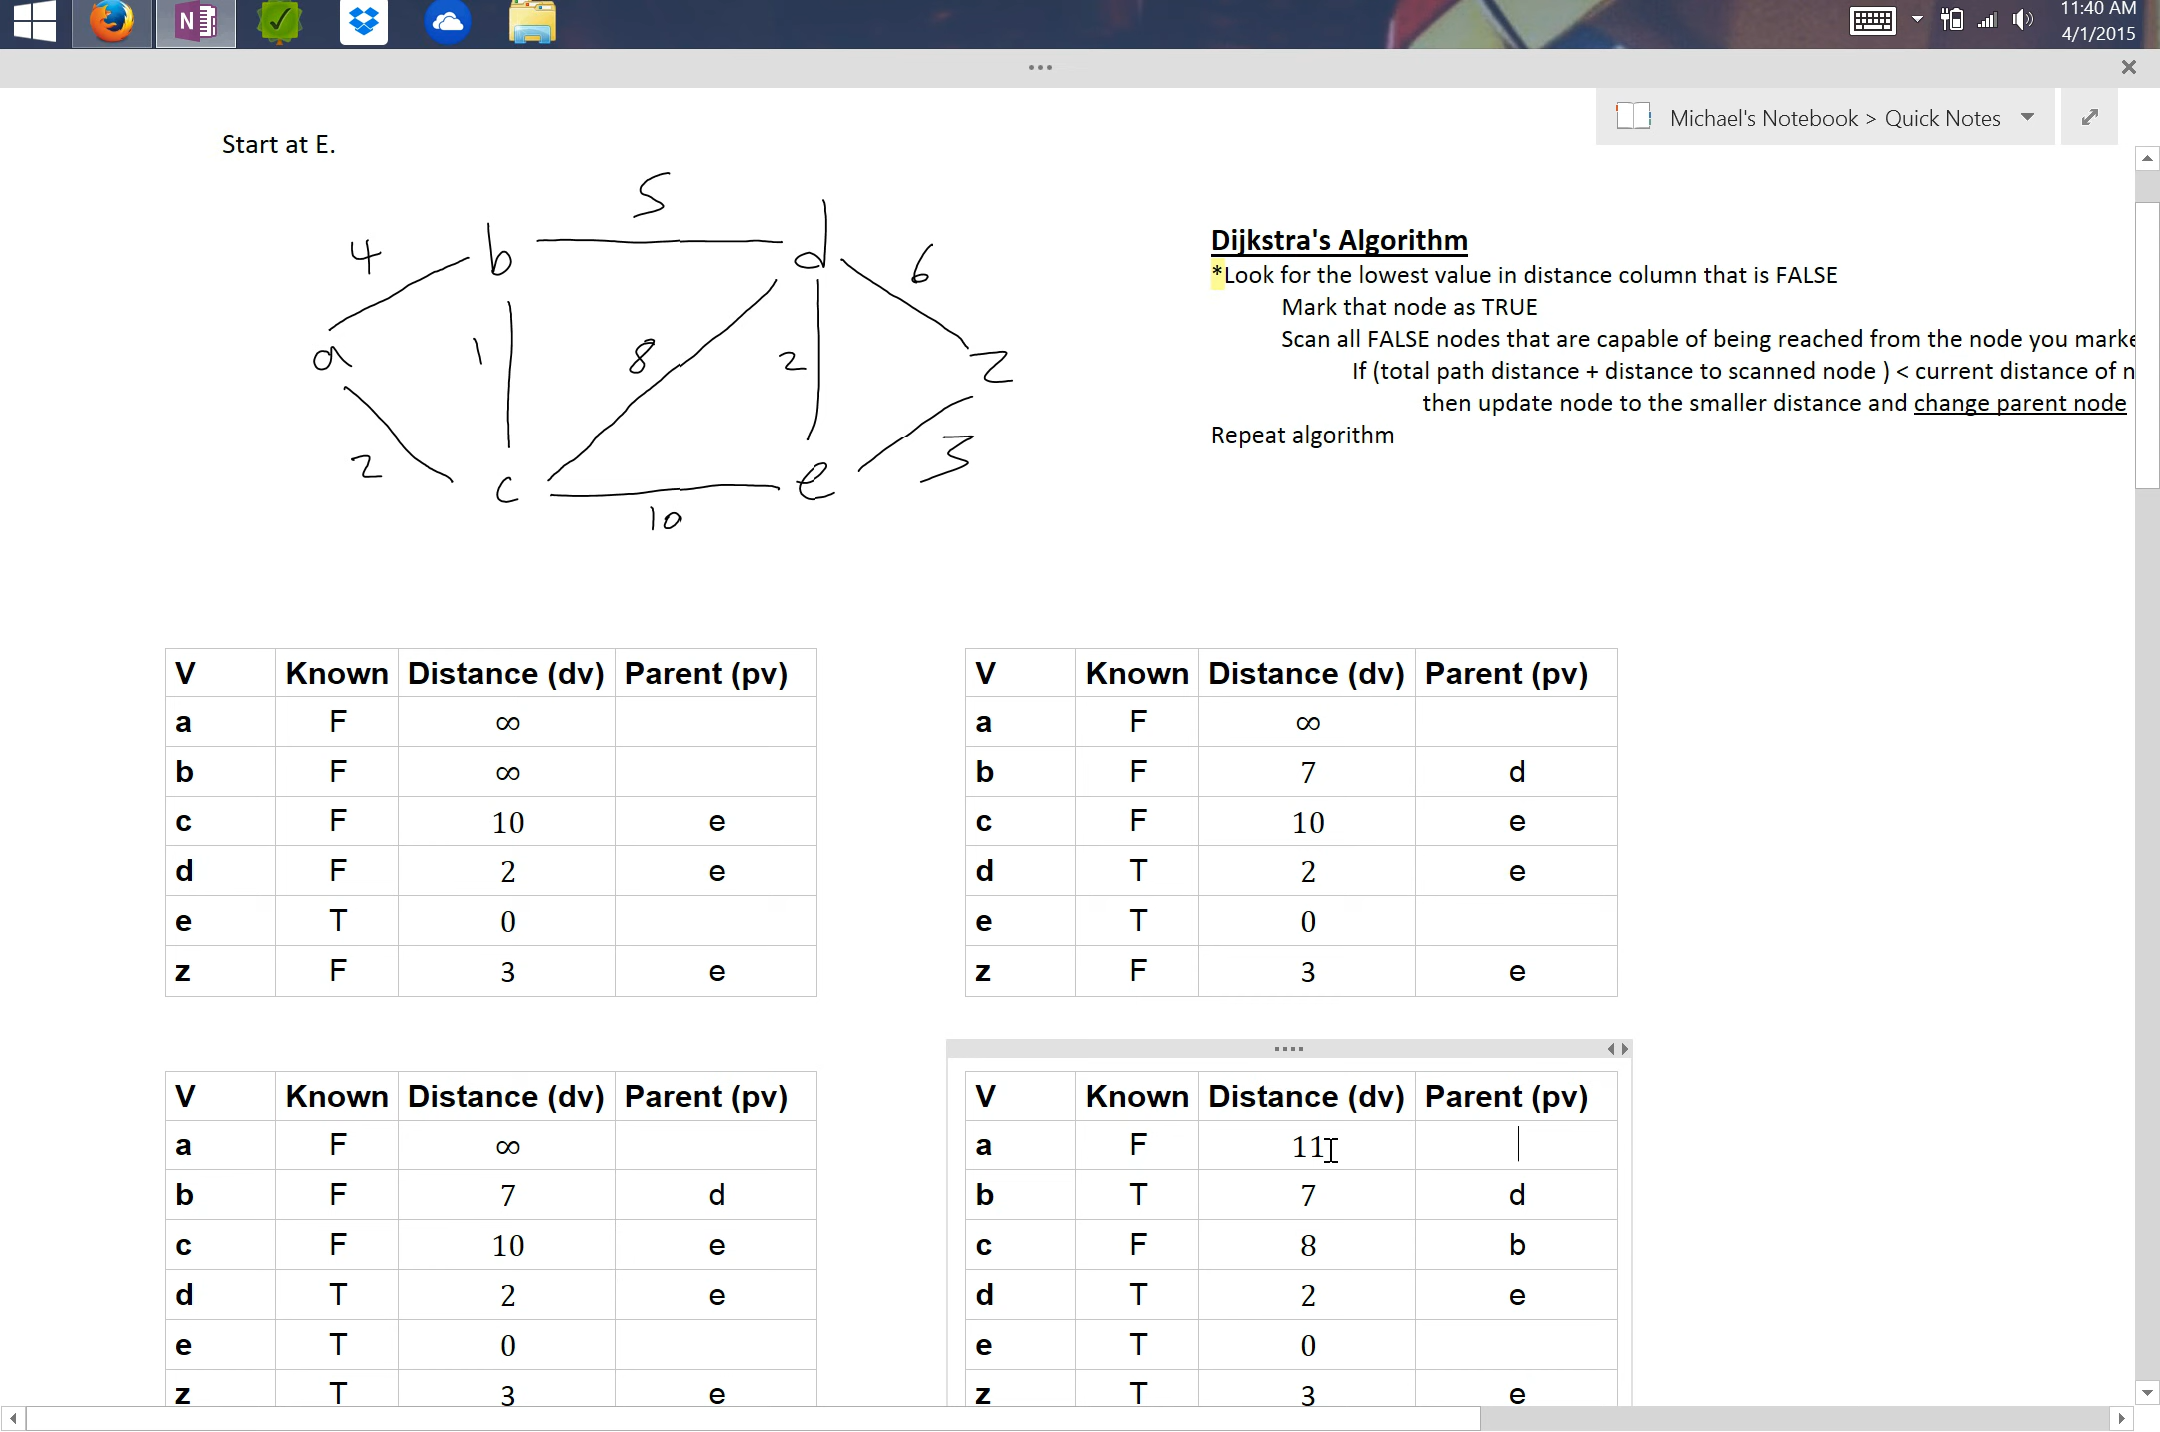 11:40 AM
4/1/2015
Michael's Notebook > Quick Notes
Start at E.
5
4 b d 6
a 1 8 2 z
2 c e 3
10
Dijkstra's Algorithm
*Look for the lowest value in distance column that is FALSE
Mark that node as TRUE
Scan all FALSE nodes that are capable of being reached from the node you marke
If (total path distance + distance to scanned node ) < current distance of n
then update node to the smaller distance and change parent node
Repeat algorithm
V Known Distance (dv) Parent (pv)
a F ∞
b F ∞
c F 10 e
d F 2 e
e T 0
z F 3 e
V Known Distance (dv) Parent (pv)
a F ∞
b F 7 d
c F 10 e
d T 2 e
e T 0
z F 3 e
V Known Distance (dv) Parent (pv)
a F ∞
b F 7 d
c F 10 e
d T 2 e
e T 0
z T 3 e
V Known Distance (dv) Parent (pv)
a F 11
b T 7 d
c F 8 b
d T 2 e
e T 0
z T 3 e